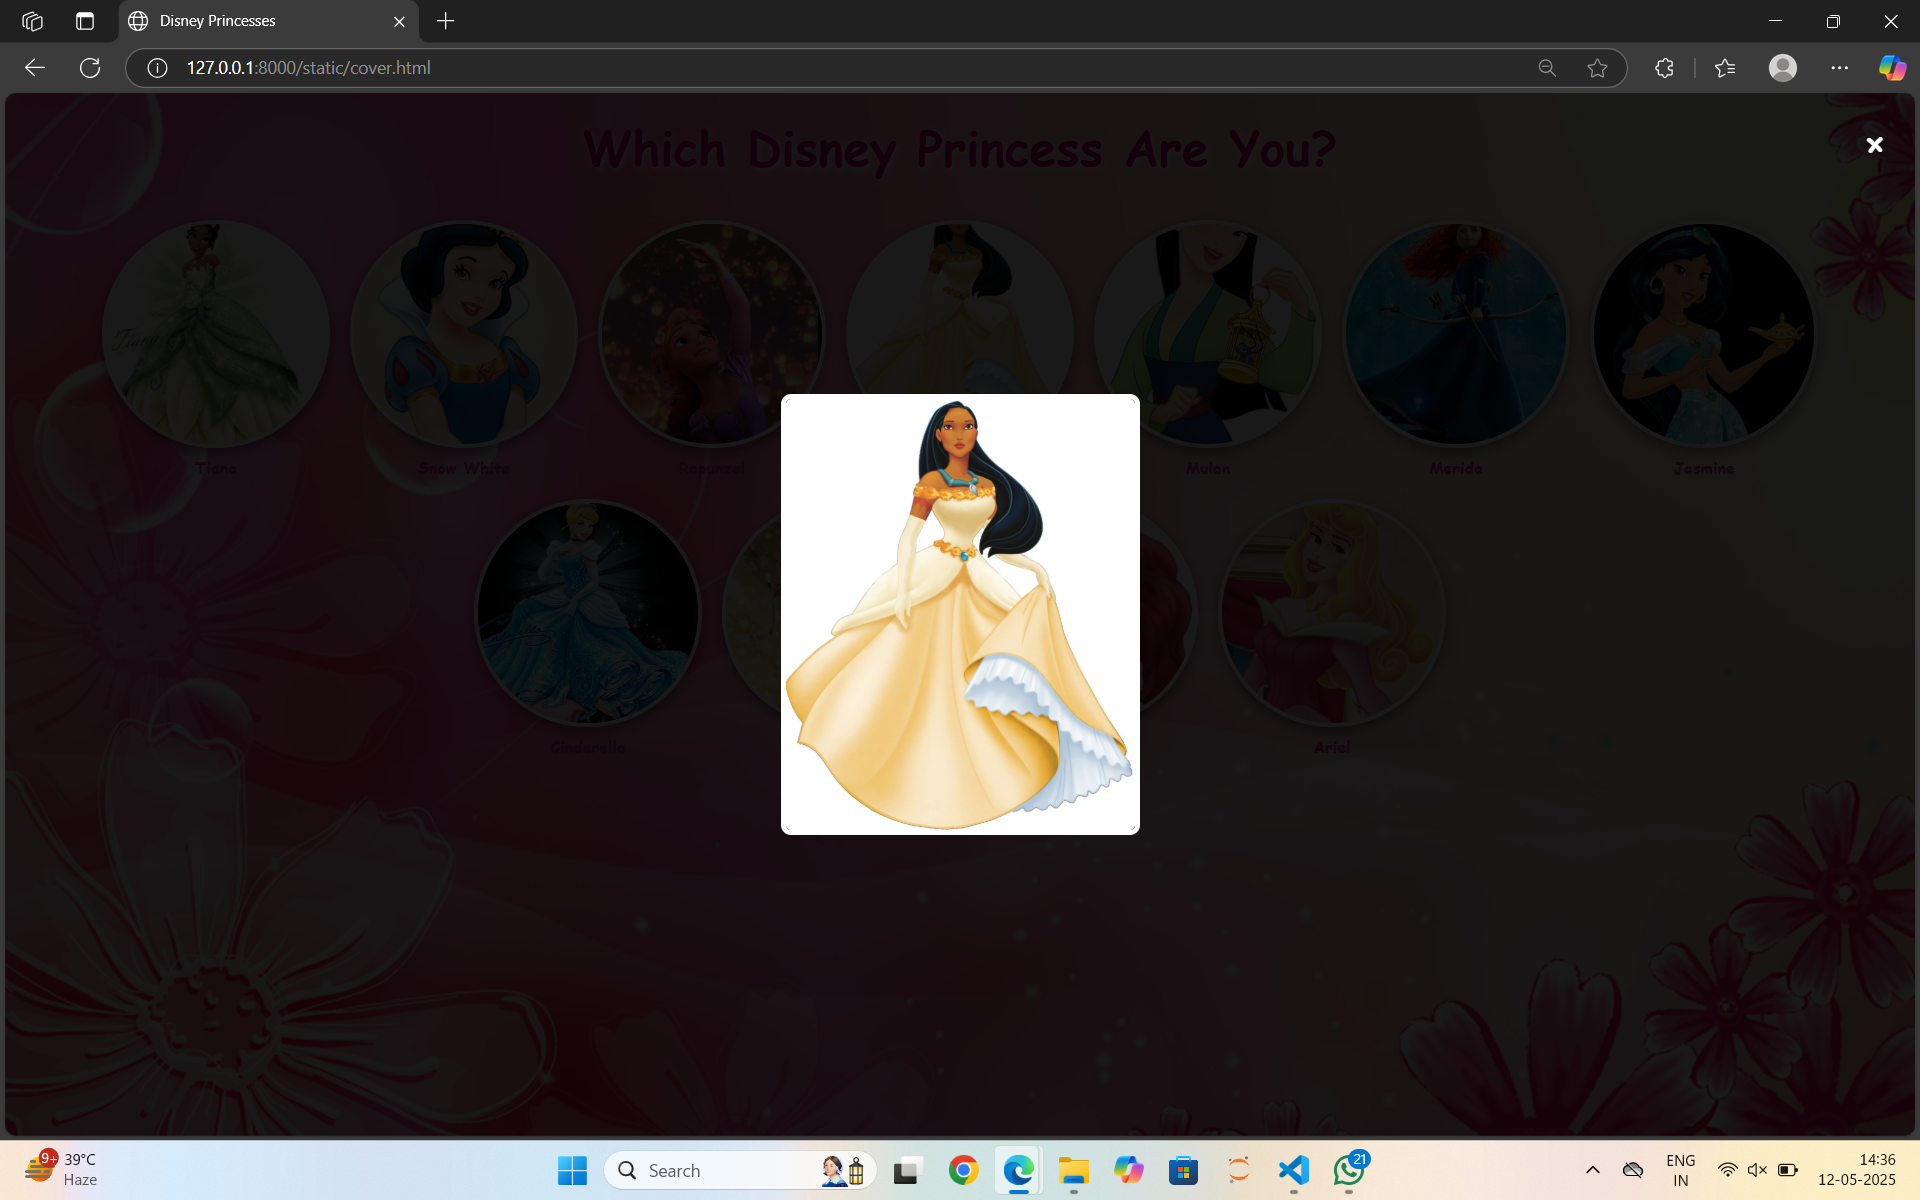 Disney Princesses
127.0.0.1:8000/static/cover.html
Which Disney Princess Are You?
Tiana
Tiana
Snow White
Rapunzel
Mulan
Merida
Jasmine
Cinderella
Ariel
9+
39°C
Haze
Search
21
ENG
IN
14:36
12-05-2025